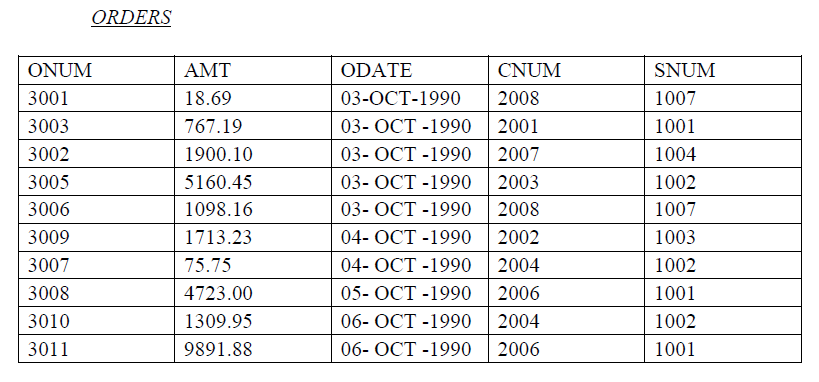 ORDERS
ONUM AMT ODATE CNUM SNUM
3001 18.69 03-OCT-1990 2008 1007
3003 767.19 03- OCT -1990 2001 1001
3002 1900.10 03- OCT -1990 2007 1004
3005 5160.45 03- OCT -1990 2003 1002
3006 1098.16 03- OCT -1990 2008 1007
3009 1713.23 04- OCT -1990 2002 1003
3007 75.75 04- OCT -1990 2004 1002
3008 4723.00 05- OCT -1990 2006 1001
3010 1309.95 06- OCT -1990 2004 1002
3011 9891.88 06- OCT -1990 2006 1001